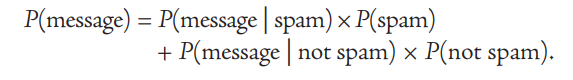 P(message) = P(message | spam) × P(spam)
+ P(message | not spam) × P(not spam).